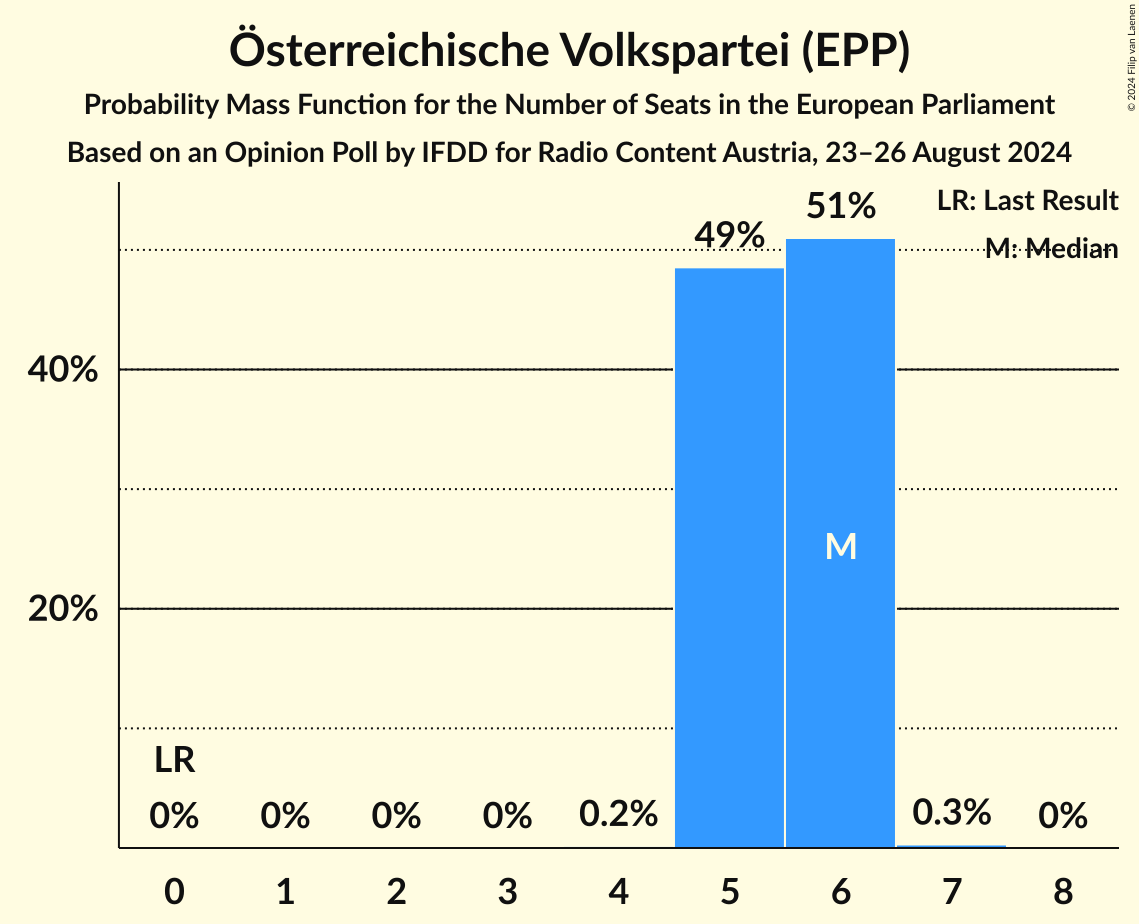 Österreichische Volkspartei (EPP)
Probability Mass Function for the Number of Seats in the European Parliament
Based on an Opinion Poll by IFDD for Radio Content Austria, 23–26 August 2024
© 2024 Filip van Laenen
LR: Last Result
M: Median
51%
49%
40%
M
20%
LR
0% 0% 0% 0% 0.2% 0.3% 0%
0 1 2 3 4 5 6 7 8